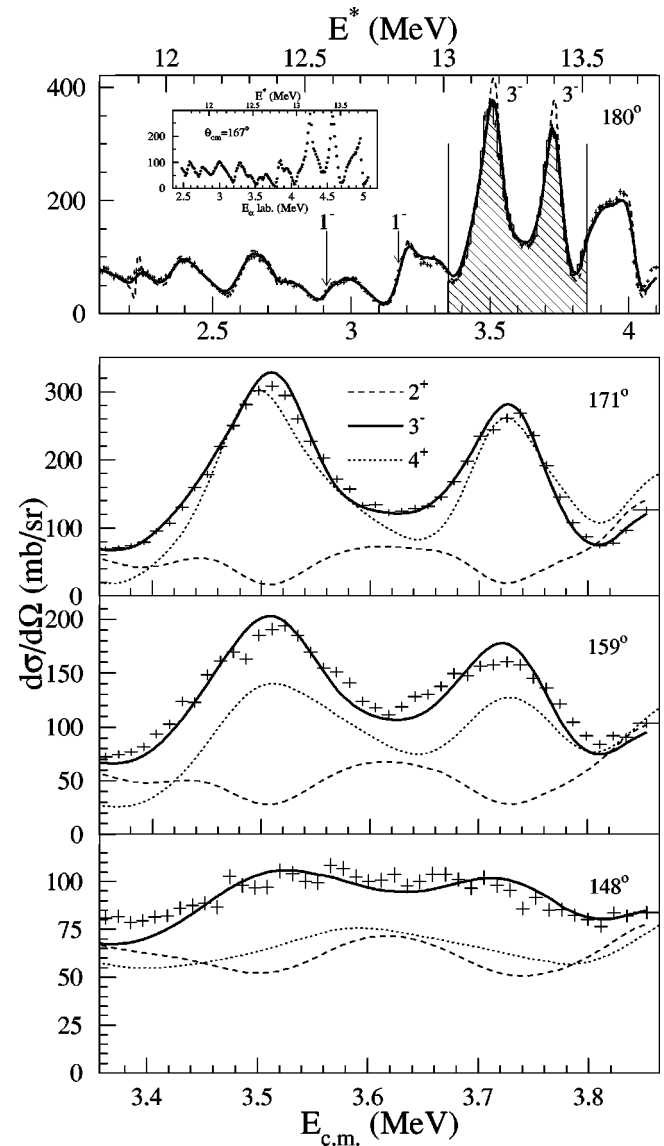 E* (MeV)
12 12.5 13 13.5
400
200
0
3⁻ 3⁻
180°
E* (MeV)
12 12.5 13 13.5
θcm=167°
200
100
0
2.5 3 3.5 4 4.5 5
Eα lab. (MeV)
1⁻ 1⁻
2.5 3 3.5 4
dσ/dΩ (mb/sr)
300
200
100
0
2⁺
3⁻
4⁺
171°
200
150
100
50
0
159°
100
75
50
25
0
148°
3.4 3.5 3.6 3.7 3.8
Ec.m. (MeV)